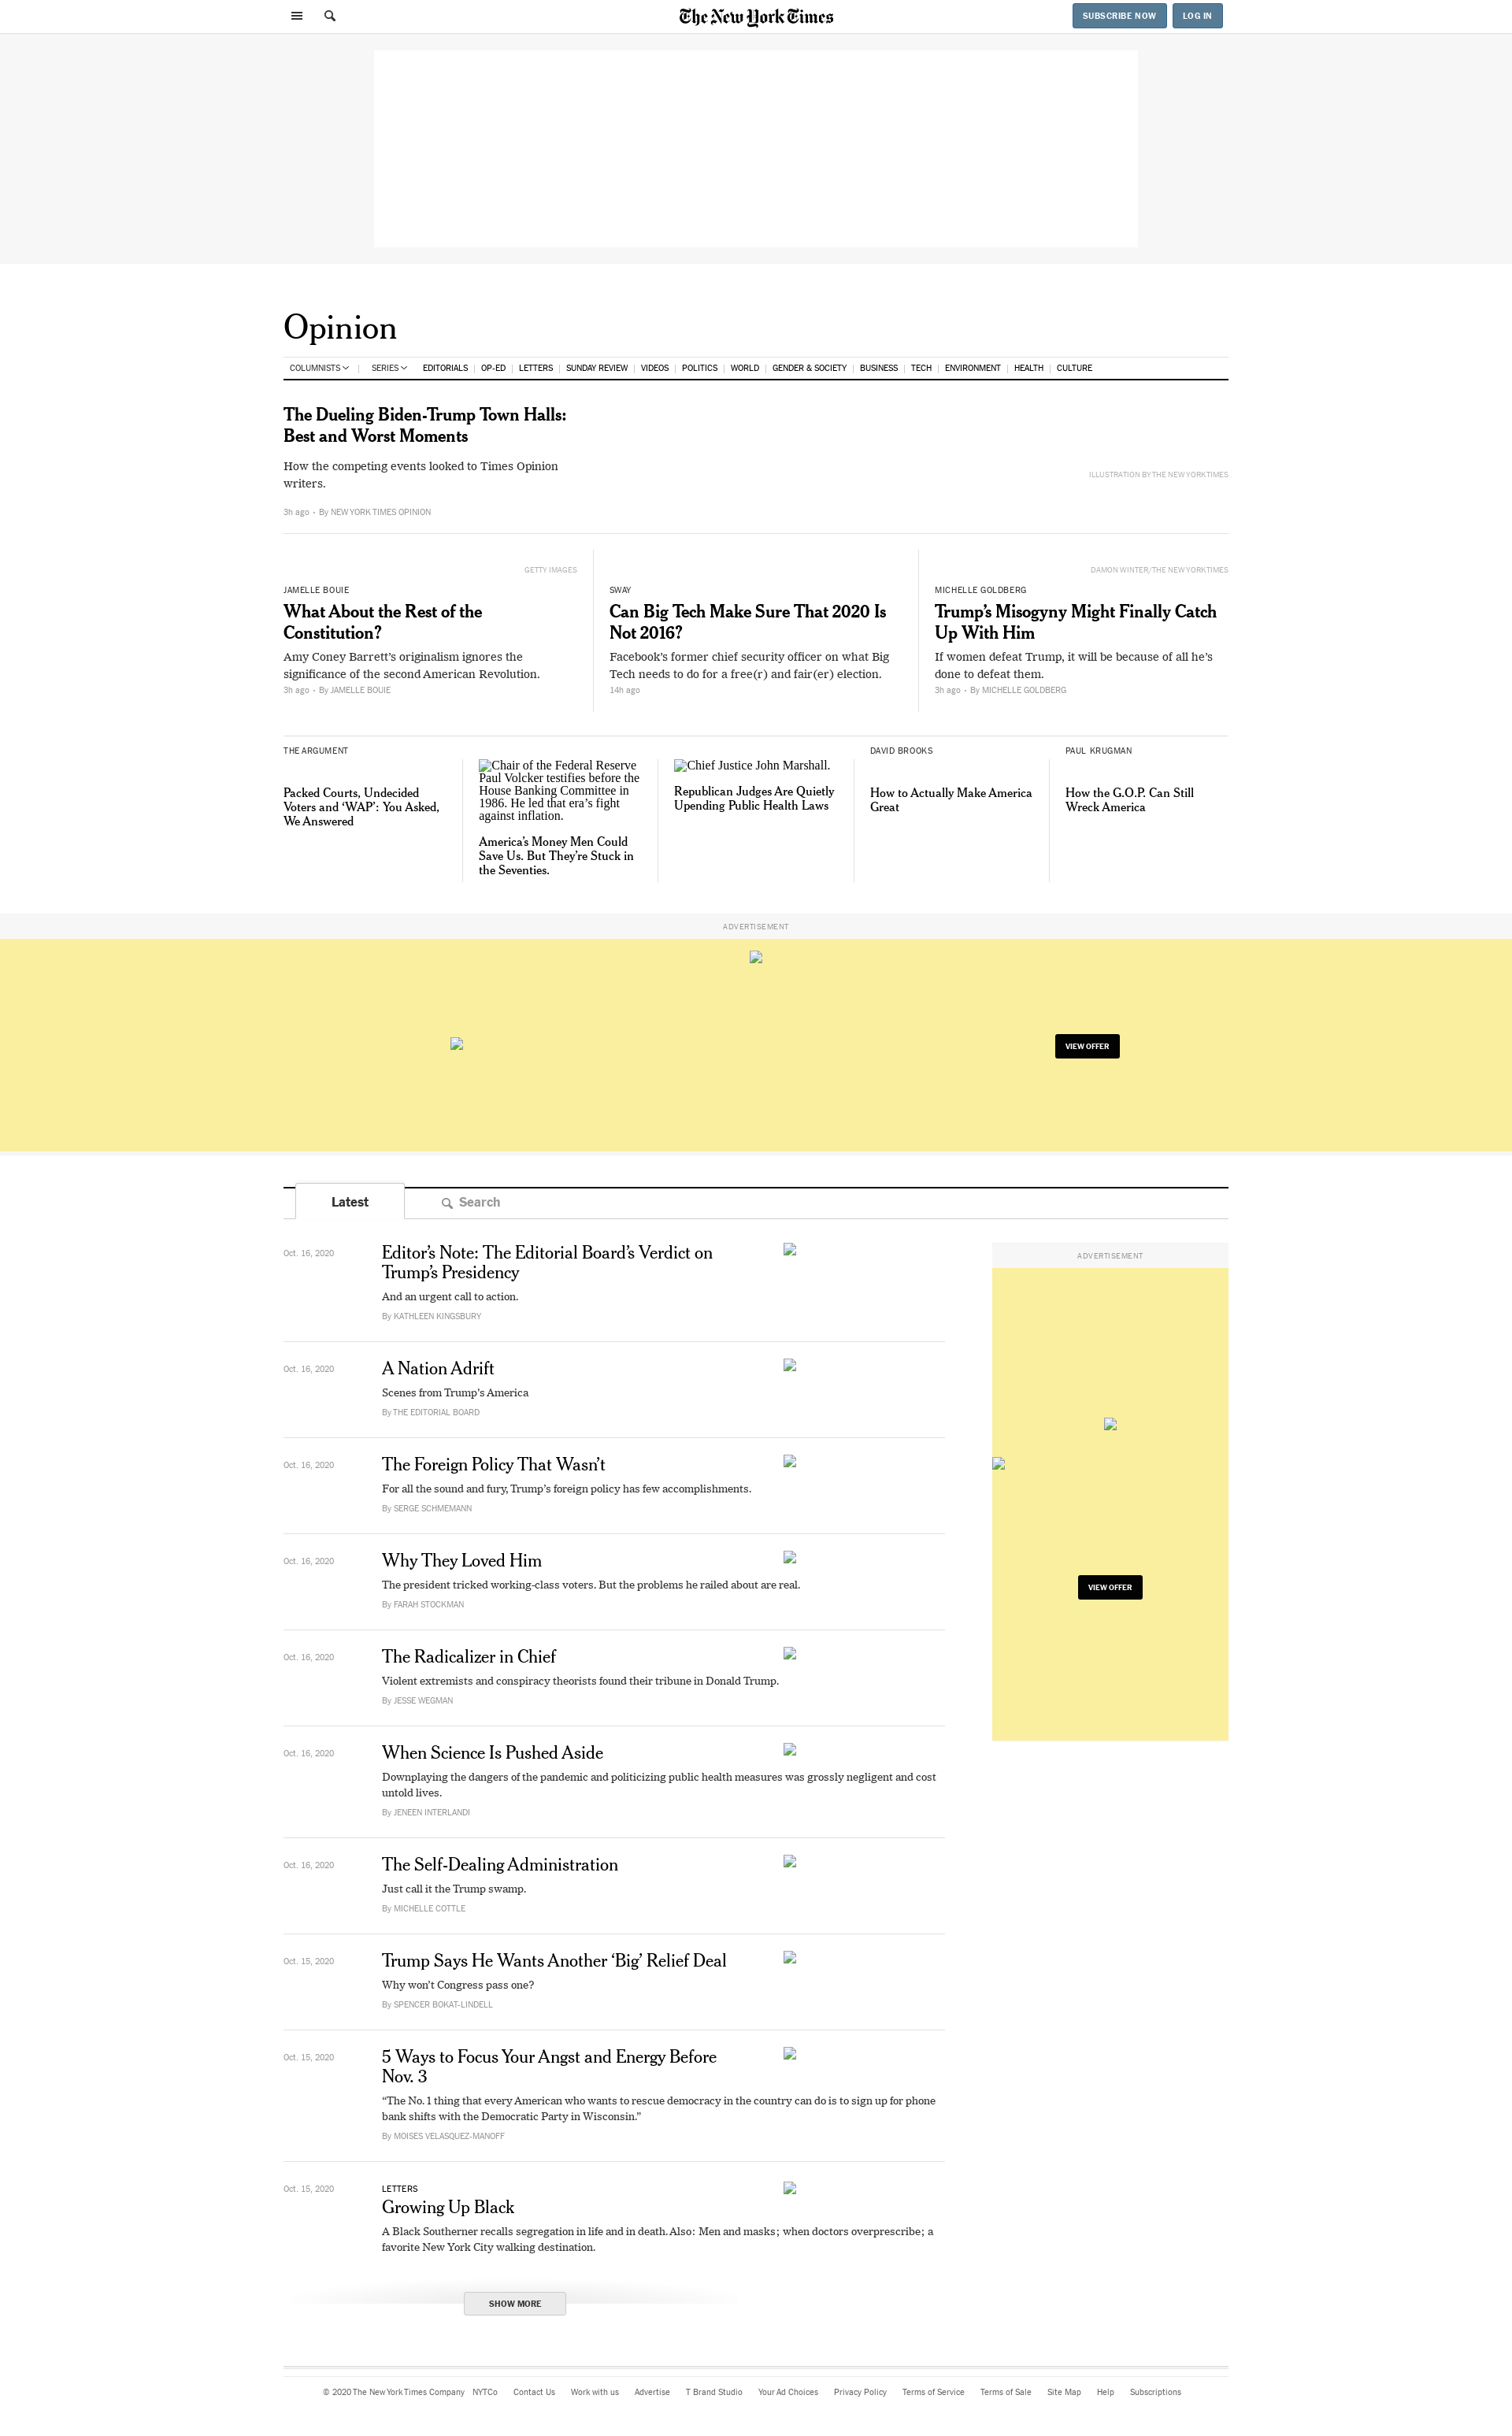 The New York Times
SUBSCRIBE NOW
LOG IN
Opinion
COLUMNISTS
SERIES
EDITORIALS
OP-ED
LETTERS
SUNDAY REVIEW
VIDEOS
POLITICS
WORLD
GENDER & SOCIETY
BUSINESS
TECH
ENVIRONMENT
HEALTH
CULTURE
The Dueling Biden-Trump Town Halls:
Best and Worst Moments
How the competing events looked to Times Opinion
writers.
3h ago • By NEW YORK TIMES OPINION
ILLUSTRATION BY THE NEW YORK TIMES
GETTY IMAGES
JAMELLE BOUIE
What About the Rest of the
Constitution?
Amy Coney Barrett’s originalism ignores the
significance of the second American Revolution.
3h ago • By JAMELLE BOUIE
SWAY
Can Big Tech Make Sure That 2020 Is
Not 2016?
Facebook’s former chief security officer on what Big
Tech needs to do for a free(r) and fair(er) election.
14h ago
DAMON WINTER/THE NEW YORK TIMES
MICHELLE GOLDBERG
Trump’s Misogyny Might Finally Catch
Up With Him
If women defeat Trump, it will be because of all he’s
done to defeat them.
3h ago • By MICHELLE GOLDBERG
THE ARGUMENT
Packed Courts, Undecided
Voters and ‘WAP’: You Asked,
We Answered
Chair of the Federal Reserve
Paul Volcker testifies before the
House Banking Committee in
1986. He led that era’s fight
against inflation.
America’s Money Men Could
Save Us. But They’re Stuck in
the Seventies.
Chief Justice John Marshall.
Republican Judges Are Quietly
Upending Public Health Laws
DAVID BROOKS
How to Actually Make America
Great
PAUL KRUGMAN
How the G.O.P. Can Still
Wreck America
ADVERTISEMENT
VIEW OFFER
Latest
Search
Oct. 16, 2020
Editor’s Note: The Editorial Board’s Verdict on
Trump’s Presidency
And an urgent call to action.
By KATHLEEN KINGSBURY
Oct. 16, 2020
A Nation Adrift
Scenes from Trump's America
By THE EDITORIAL BOARD
Oct. 16, 2020
The Foreign Policy That Wasn’t
For all the sound and fury, Trump’s foreign policy has few accomplishments.
By SERGE SCHMEMANN
Oct. 16, 2020
Why They Loved Him
The president tricked working-class voters. But the problems he railed about are real.
By FARAH STOCKMAN
Oct. 16, 2020
The Radicalizer in Chief
Violent extremists and conspiracy theorists found their tribune in Donald Trump.
By JESSE WEGMAN
Oct. 16, 2020
When Science Is Pushed Aside
Downplaying the dangers of the pandemic and politicizing public health measures was grossly negligent and cost
untold lives.
By JENEEN INTERLANDI
Oct. 16, 2020
The Self-Dealing Administration
Just call it the Trump swamp.
By MICHELLE COTTLE
Oct. 15, 2020
Trump Says He Wants Another ‘Big’ Relief Deal
Why won’t Congress pass one?
By SPENCER BOKAT-LINDELL
Oct. 15, 2020
5 Ways to Focus Your Angst and Energy Before
Nov. 3
“The No. 1 thing that every American who wants to rescue democracy in the country can do is to sign up for phone
bank shifts with the Democratic Party in Wisconsin.”
By MOISES VELASQUEZ-MANOFF
Oct. 15, 2020
LETTERS
Growing Up Black
A Black Southerner recalls segregation in life and in death. Also: Men and masks; when doctors overprescribe; a
favorite New York City walking destination.
SHOW MORE
ADVERTISEMENT
VIEW OFFER
© 2020 The New York Times Company
NYTCo
Contact Us
Work with us
Advertise
T Brand Studio
Your Ad Choices
Privacy Policy
Terms of Service
Terms of Sale
Site Map
Help
Subscriptions